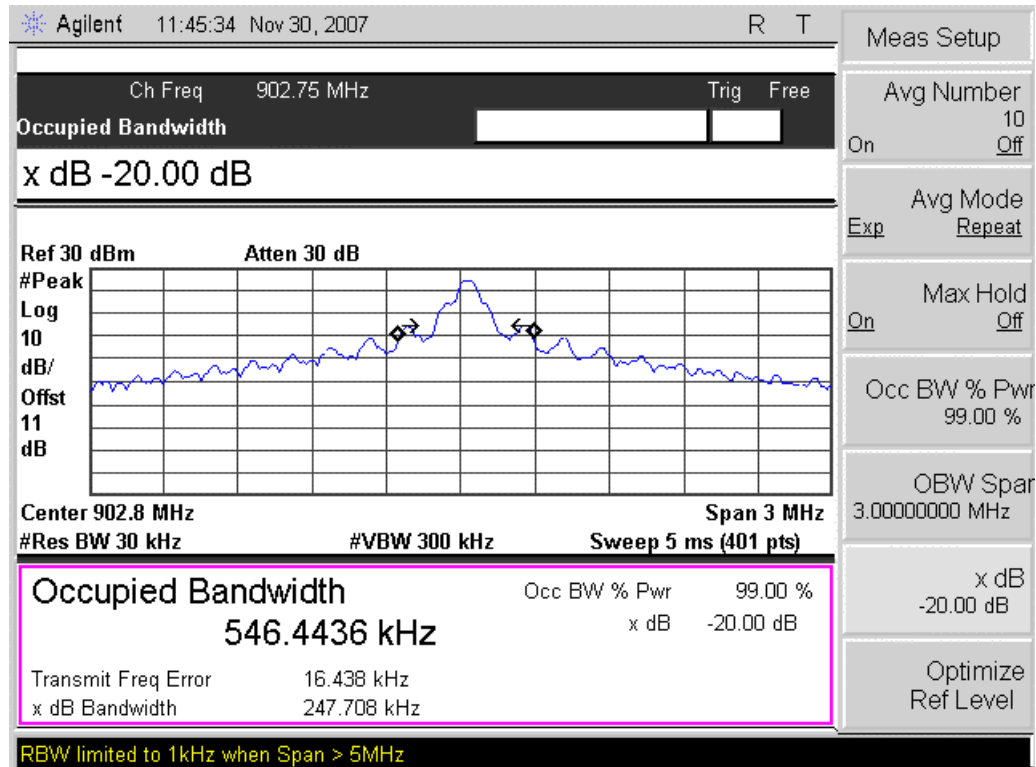 Agilent 11:45:34 Nov 30, 2007 R T
Meas Setup
Ch Freq 902.75 MHz Trig Free
Occupied Bandwidth
x dB -20.00 dB
Ref 30 dBm Atten 30 dB
#Peak
Log
10
dB/
Offst
11
dB
Center 902.8 MHz Span 3 MHz
#Res BW 30 kHz #VBW 300 kHz Sweep 5 ms (401 pts)
Occupied Bandwidth
546.4436 kHz
Occ BW % Pwr 99.00 %
x dB -20.00 dB
Transmit Freq Error 16.438 kHz
x dB Bandwidth 247.708 kHz
RBW limited to 1kHz when Span > 5MHz
Avg Number
10
On Off
Avg Mode
Exp Repeat
Max Hold
On Off
Occ BW % Pwr
99.00 %
OBW Span
3.00000000 MHz
x dB
-20.00 dB
Optimize
Ref Level